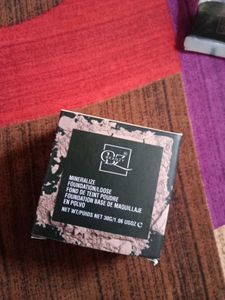 MINERALIZE
FOUNDATION/LOOSE
FOND DE TEINT POUDRE
FOUNDATION BASE DE MAQUILLAJE
EN POLVO
NET WT/POIDS NET 30G/1.06 USOZ